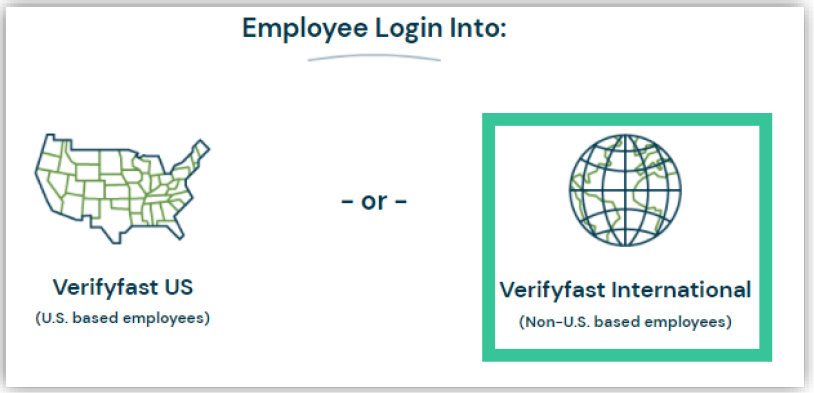 Employee Login Into:
- or -
Verifyfast US
(U.S. based employees)
Verifyfast International
(Non-U.S. based employees)